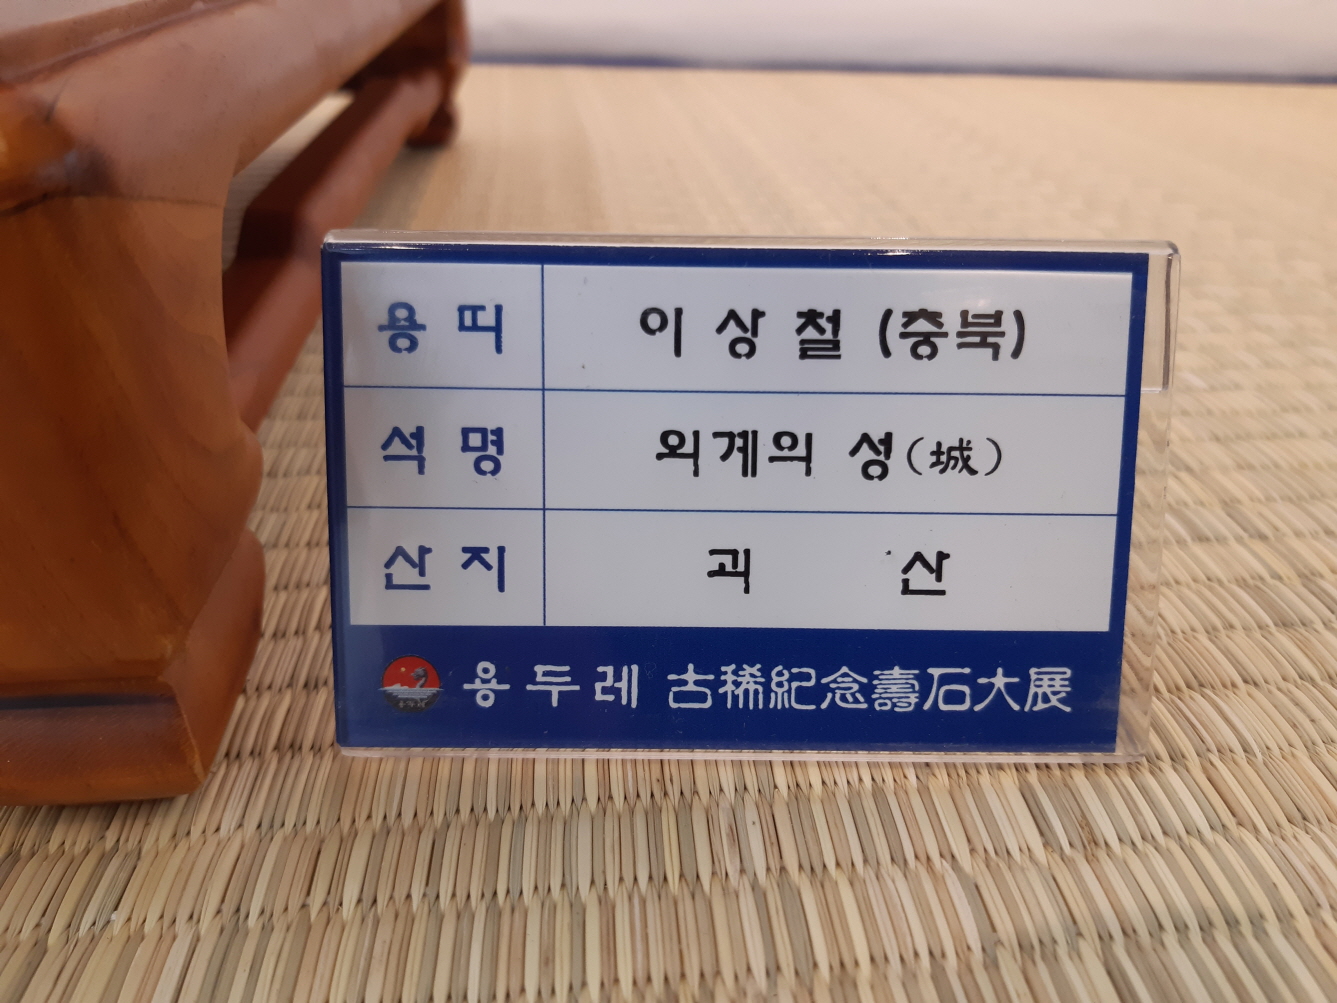 용띠 이상철 (충북)
석명 외계의 성(城)
산지 괴산
용두레 古稀紀念壽石大展